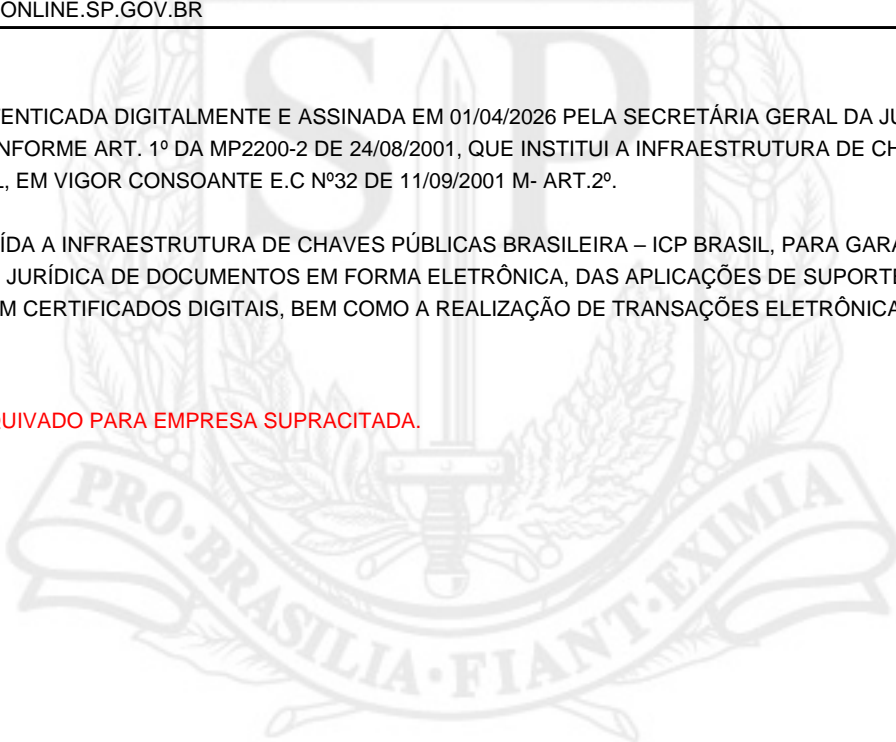 ONLINE.SP.GOV.BR
ENTICADA DIGITALMENTE E ASSINADA EM 01/04/2026 PELA SECRETÁRIA GERAL DA JU
NFORME ART. 1º DA MP2200-2 DE 24/08/2001, QUE INSTITUI A INFRAESTRUTURA DE CH
L, EM VIGOR CONSOANTE E.C Nº32 DE 11/09/2001 M- ART.2º.
ÍDA A INFRAESTRUTURA DE CHAVES PÚBLICAS BRASILEIRA – ICP BRASIL, PARA GARA
JURÍDICA DE DOCUMENTOS EM FORMA ELETRÔNICA, DAS APLICAÇÕES DE SUPORTE
M CERTIFICADOS DIGITAIS, BEM COMO A REALIZAÇÃO DE TRANSAÇÕES ELETRÔNICA
QUIVADO PARA EMPRESA SUPRACITADA.
SP
PRO·BRASILIA·FIANT·EXIMIA